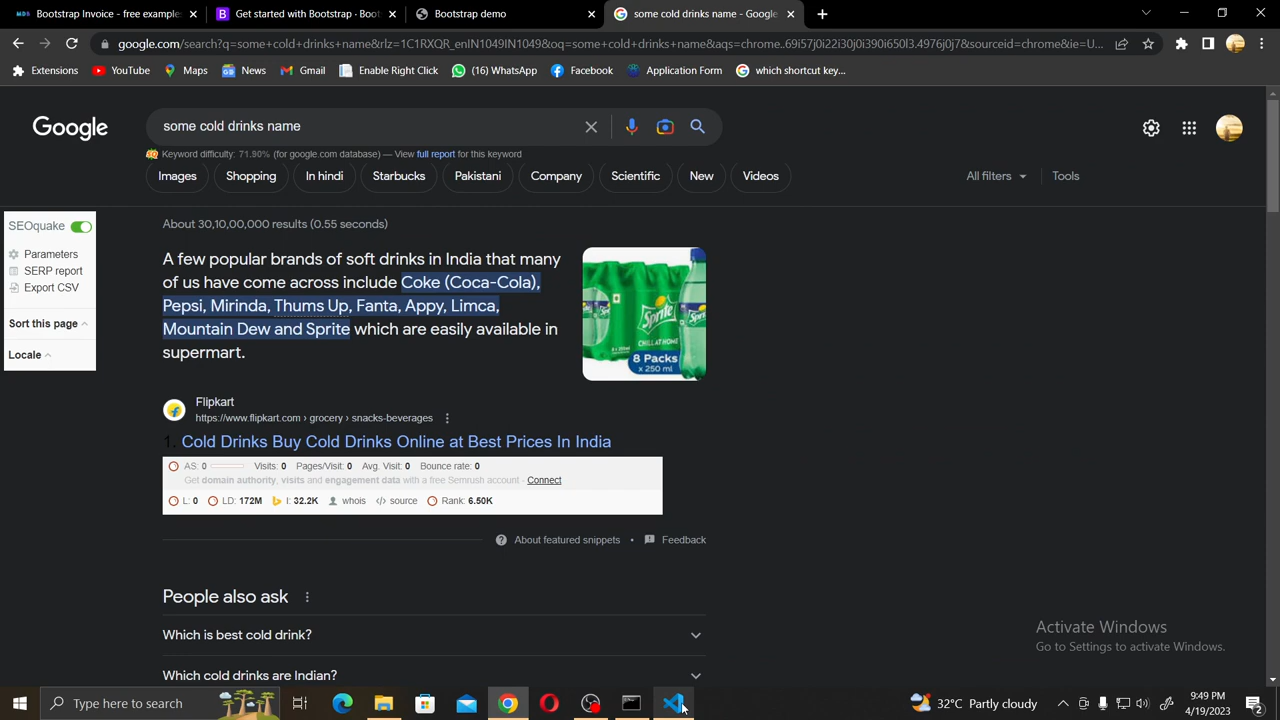 MDB Bootstrap Invoice - free examples
Get started with Bootstrap · Boot
Bootstrap demo
some cold drinks name - Google
google.com/search?q=some+cold+drinks+name&rlz=1C1RXQR_enIN1049IN1049&oq=some+cold+drinks+name&aqs=chrome..69i57j0i22i30j0i390i650l3.4976j0j7&sourceid=chrome&ie=U...
Extensions YouTube Maps News Gmail Enable Right Click (16) WhatsApp Facebook Application Form which shortcut key...
Google
some cold drinks name
Keyword difficulty: 71.90% (for google.com database) — View full report for this keyword
Images Shopping In hindi Starbucks Pakistani Company Scientific New Videos All filters Tools
About 30,10,00,000 results (0.55 seconds)
SEOquake
Parameters
SERP report
Export CSV
Sort this page
Locale
A few popular brands of soft drinks in India that many
of us have come across include Coke (Coca-Cola),
Pepsi, Mirinda, Thums Up, Fanta, Appy, Limca,
Mountain Dew and Sprite which are easily available in
supermart.
Sprite
CHILL AT HOME
8 Packs
x 250 ml
Flipkart
https://www.flipkart.com › grocery › snacks-beverages
1. Cold Drinks Buy Cold Drinks Online at Best Prices In India
AS: 0 Visits: 0 Pages/Visit: 0 Avg. Visit: 0 Bounce rate: 0
Get domain authority, visits and engagement data with a free Semrush account - Connect
L: 0 LD: 172M I: 32.2K whois source Rank: 6.50K
About featured snippets • Feedback
People also ask
Which is best cold drink?
Which cold drinks are Indian?
Activate Windows
Go to Settings to activate Windows.
Type here to search
32°C Partly cloudy
9:49 PM
4/19/2023
2